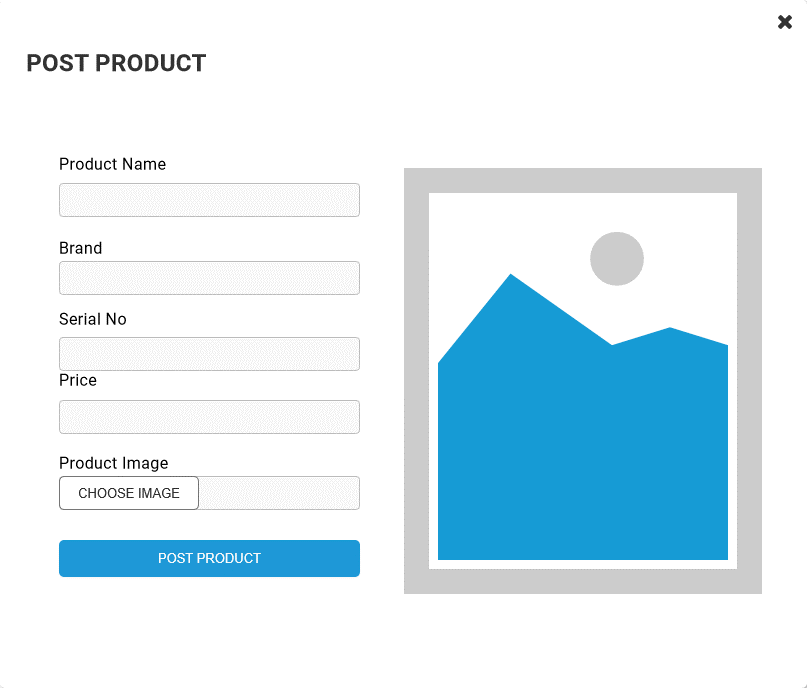 POST PRODUCT
Product Name
Brand
Serial No
Price
Product Image
CHOOSE IMAGE
POST PRODUCT